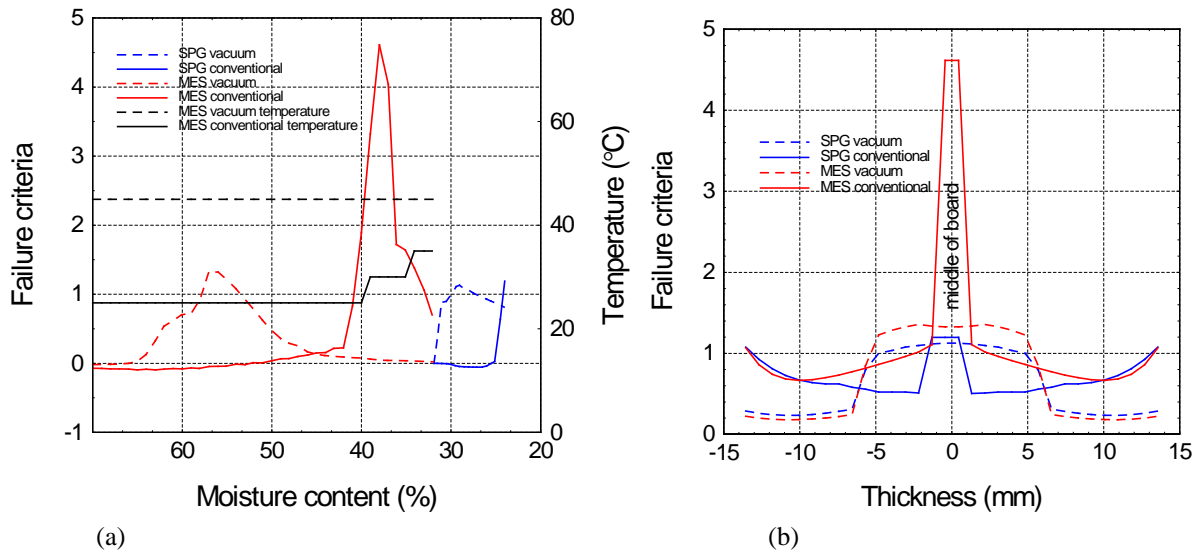 5
4
3
2
1
0
-1
Failure criteria
SPG vacuum
SPG conventional
MES vacuum
MES conventional
MES vacuum temperature
MES conventional temperature
80
60
40
20
0
Temperature (°C)
60 50 40 30 20
Moisture content (%)
(a)
5
4
3
2
1
0
Failure criteria
SPG vacuum
SPG conventional
MES vacuum
MES conventional
middle of board
-15 -10 -5 0 5 10 15
Thickness (mm)
(b)